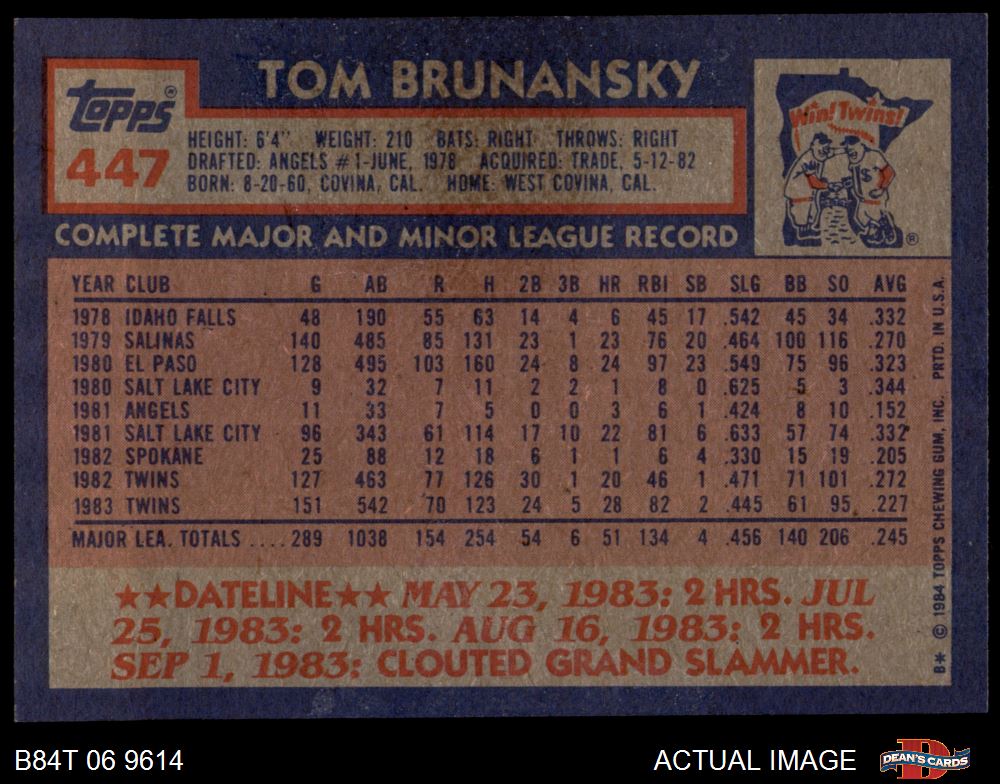 TOM BRUNANSKY
Topps®
447
HEIGHT: 6'4" WEIGHT: 210 BATS: RIGHT THROWS: RIGHT
DRAFTED: ANGELS #1-JUNE, 1978 ACQUIRED: TRADE, 5-12-82
BORN: 8-20-60, COVINA, CAL. HOME: WEST COVINA, CAL.
Win! Twins!
®
COMPLETE MAJOR AND MINOR LEAGUE RECORD
YEAR CLUB G AB R H 2B 3B HR RBI SB SLG BB SO AVG
1978 IDAHO FALLS 48 190 55 63 14 4 6 45 17 .542 45 34 .332
1979 SALINAS 140 485 85 131 23 1 23 76 20 .464 100 116 .270
1980 EL PASO 128 495 103 160 24 8 24 97 23 .549 75 96 .323
1980 SALT LAKE CITY 9 32 7 11 2 2 1 8 0 .625 5 3 .344
1981 ANGELS 11 33 7 5 0 0 3 6 1 .424 8 10 .152
1981 SALT LAKE CITY 96 343 61 114 17 10 22 81 6 .633 57 74 .332
1982 SPOKANE 25 88 12 18 6 1 1 6 4 .330 15 19 .205
1982 TWINS 127 463 77 126 30 1 20 46 1 .471 71 101 .272
1983 TWINS 151 542 70 123 24 5 28 82 2 .445 61 95 .227
MAJOR LEA. TOTALS .... 289 1038 154 254 54 6 51 134 4 .456 140 206 .245
★★DATELINE★★ MAY 23, 1983: 2 HRS. JUL
25, 1983: 2 HRS. AUG 16, 1983: 2 HRS.
SEP 1, 1983: CLOUTED GRAND SLAMMER.
B* © 1984 TOPPS CHEWING GUM, INC. PRTD. IN U.S.A.
B84T 06 9614
ACTUAL IMAGE
DEAN'S CARDS